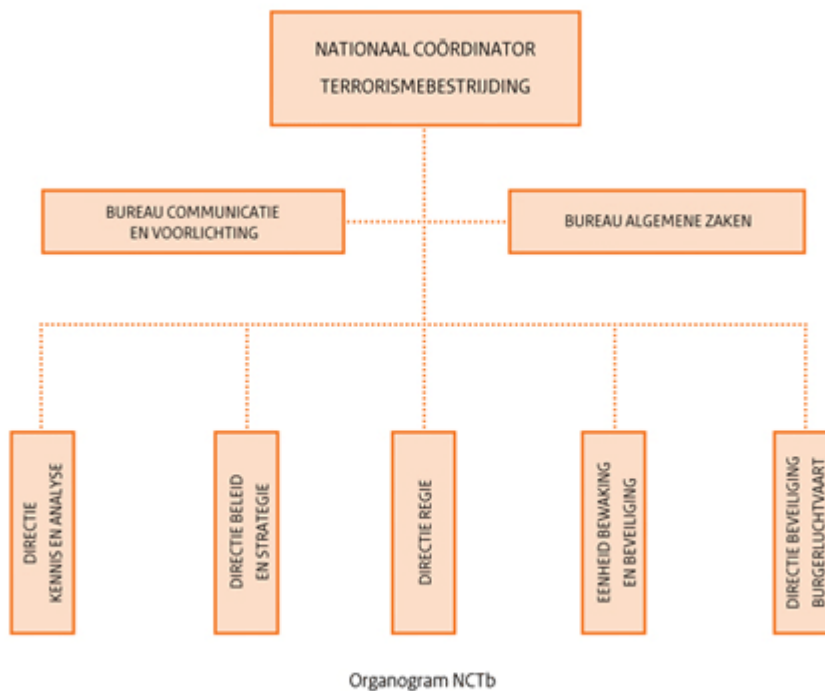 NATIONAAL COÖRDINATOR
TERRORISMEBESTRIJDING
BUREAU COMMUNICATIE
EN VOORLICHTING
BUREAU ALGEMENE ZAKEN
DIRECTIE
KENNIS EN ANALYSE
DIRECTIE BELEID
EN STRATEGIE
DIRECTIE REGIE
EENHEID BEWAKING
EN BEVEILIGING
DIRECTIE BEVEILIGING
BURGERLUCHTVAART
Organogram NCTb